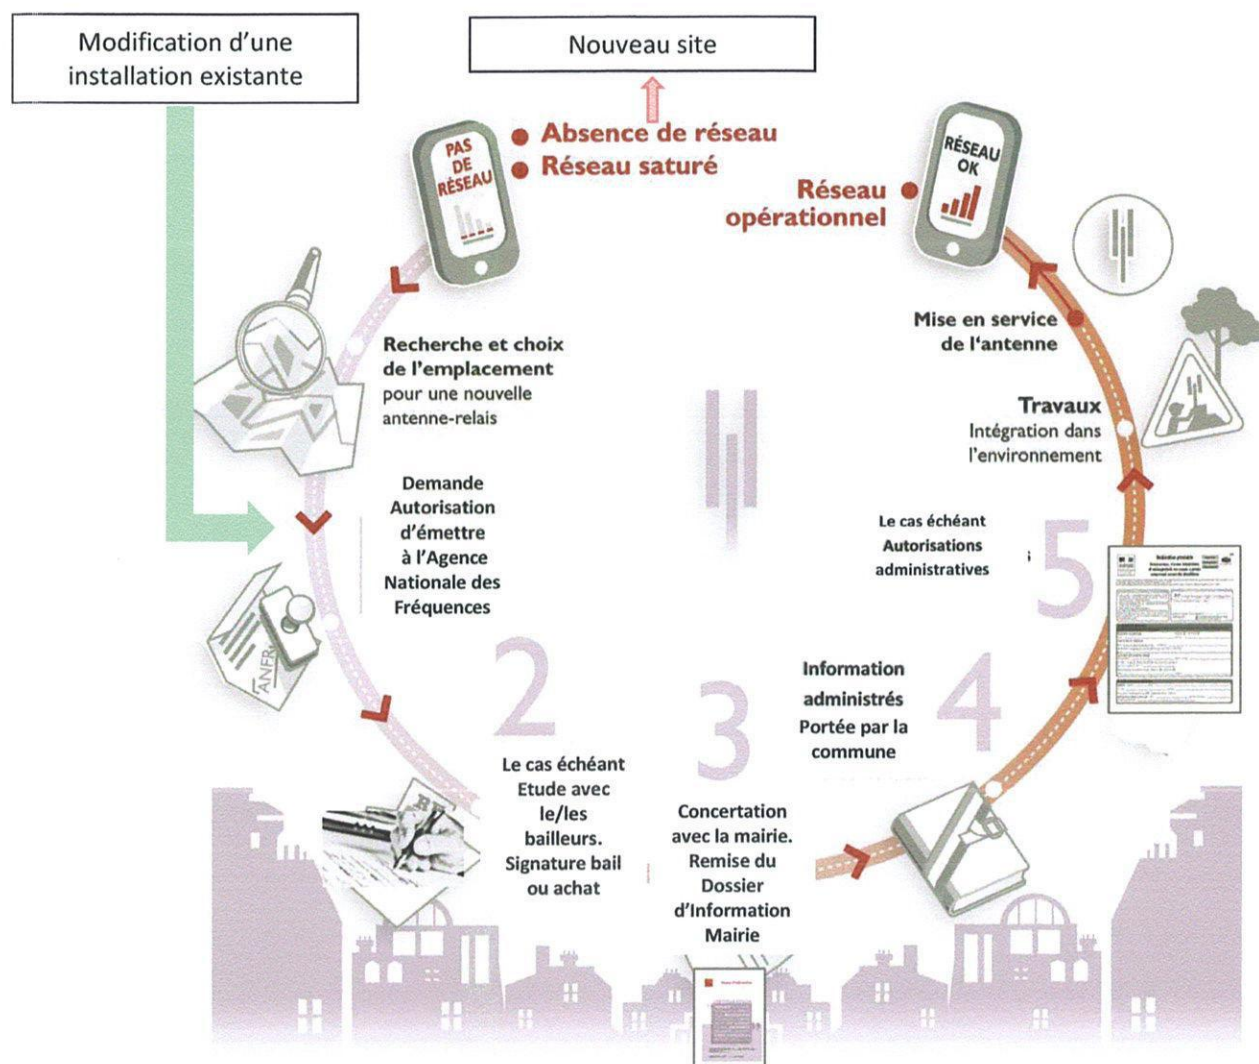 Modification d'une
installation existante
Nouveau site
Absence de réseau
Réseau saturé
PAS
DE
RÉSEAU
RÉSEAU
OK
Réseau
opérationnel
Recherche et choix
de l'emplacement
pour une nouvelle
antenne-relais
Mise en service
de l'antenne
Travaux
Intégration dans
l'environnement
Demande
Autorisation
d'émettre
à l'Agence
Nationale des
Fréquences
ANFR
2
Le cas échéant
Etude avec
le/les
bailleurs.
Signature bail
ou achat
3
Concertation
avec la mairie.
Remise du
Dossier
d'Information
Mairie
4
Information
administrés
Portée par la
commune
5
Le cas échéant
Autorisations
administratives